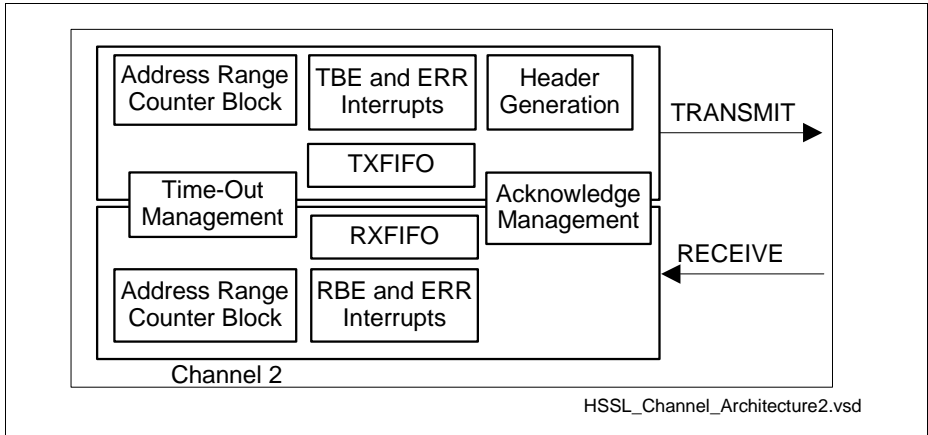 Address Range
Counter Block
TBE and ERR
Interrupts
Header
Generation
TRANSMIT
TXFIFO
Time-Out
Management
Acknowledge
Management
RXFIFO
RECEIVE
Address Range
Counter Block
RBE and ERR
Interrupts
Channel 2
HSSL_Channel_Architecture2.vsd